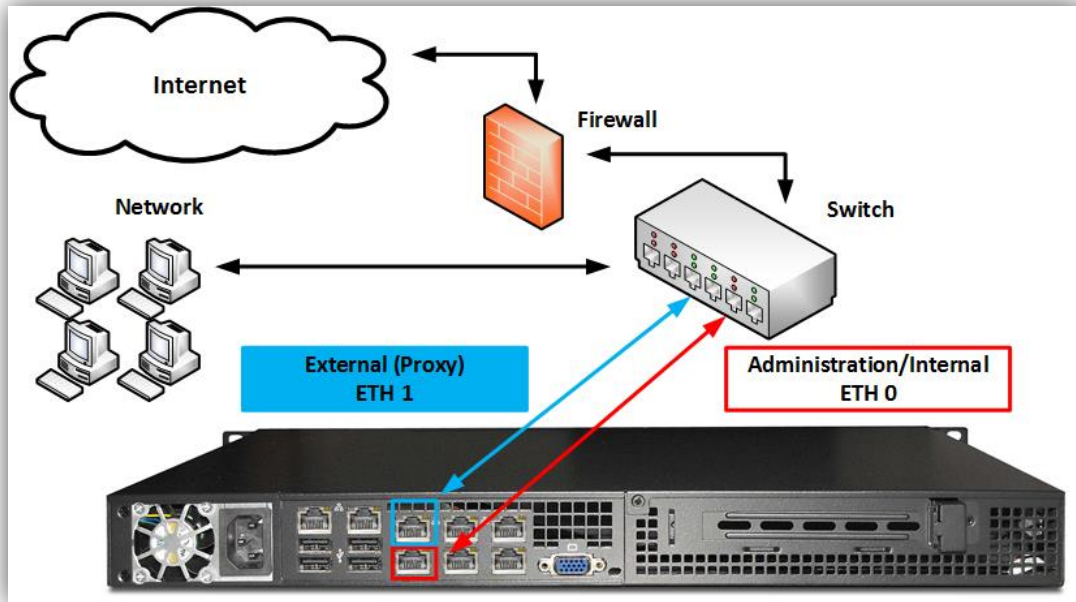 Internet
Firewall
Network
Switch
External (Proxy)
ETH 1
Administration/Internal
ETH 0